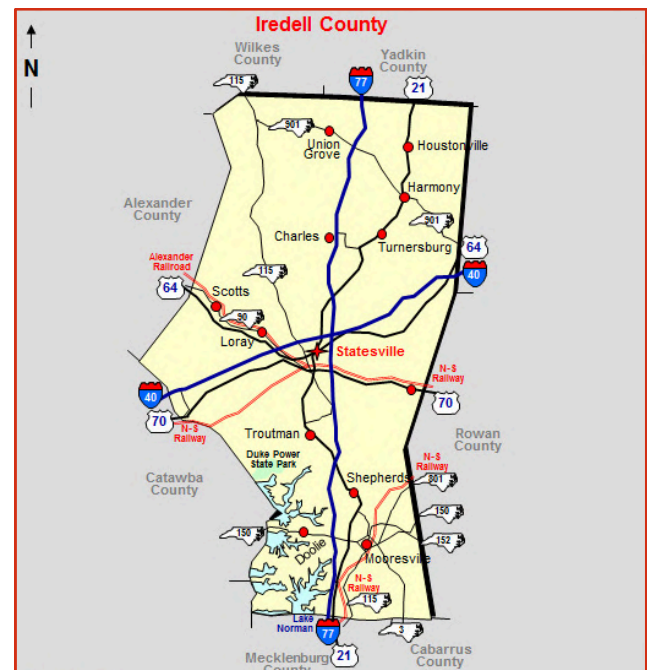 Iredell County
N
Wilkes
County
Yadkin
County
115
77
21
901
Union
Grove
Houstonville
Harmony
Alexander
County
901
Charles
Turnersburg
64
Alexander
Railroad
115
40
64
Scotts
90
Loray
Statesville
N-S
Railway
40
70
70
N-S
Railway
Troutman
Rowan
County
Duke Power
State Park
N-S
Railway
Catawba
County
Shepherds
801
150
150
152
Doolie
Mooresville
N-S
Railway
115
Lake
Norman
3
77
21
Mecklenburg
County
Cabarrus
County